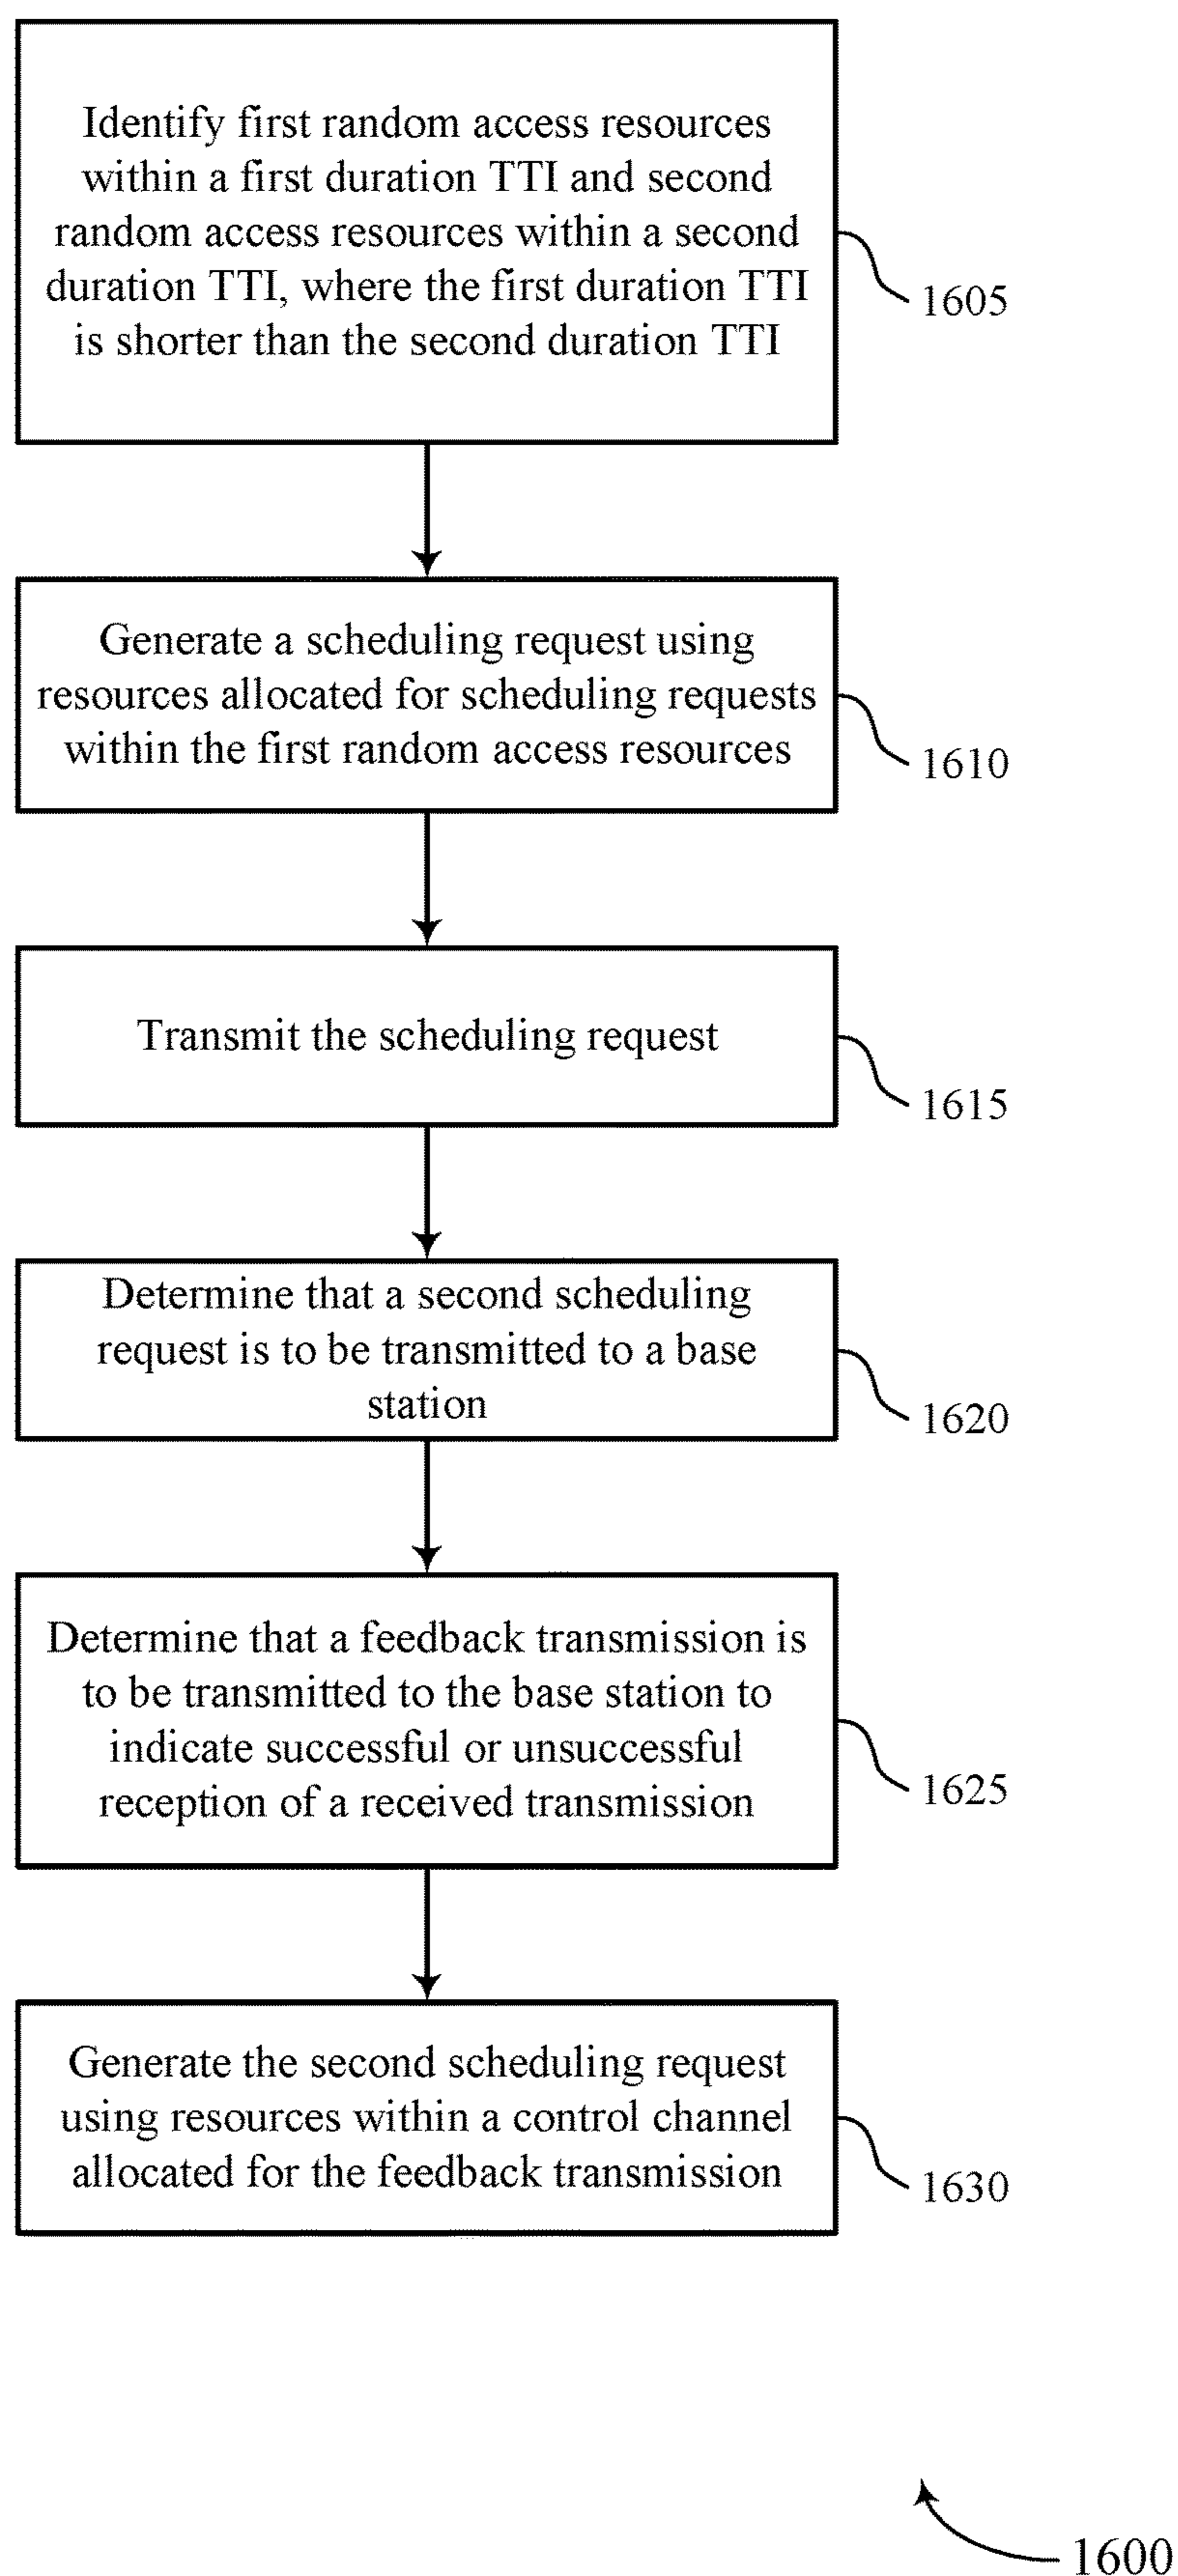 Identify first random access resources
within a first duration TTI and second
random access resources within a second
duration TTI, where the first duration TTI
is shorter than the second duration TTI
1605
Generate a scheduling request using
resources allocated for scheduling requests
within the first random access resources
1610
Transmit the scheduling request
1615
Determine that a second scheduling
request is to be transmitted to a base
station
1620
Determine that a feedback transmission is
to be transmitted to the base station to
indicate successful or unsuccessful
reception of a received transmission
1625
Generate the second scheduling request
using resources within a control channel
allocated for the feedback transmission
1630
1600